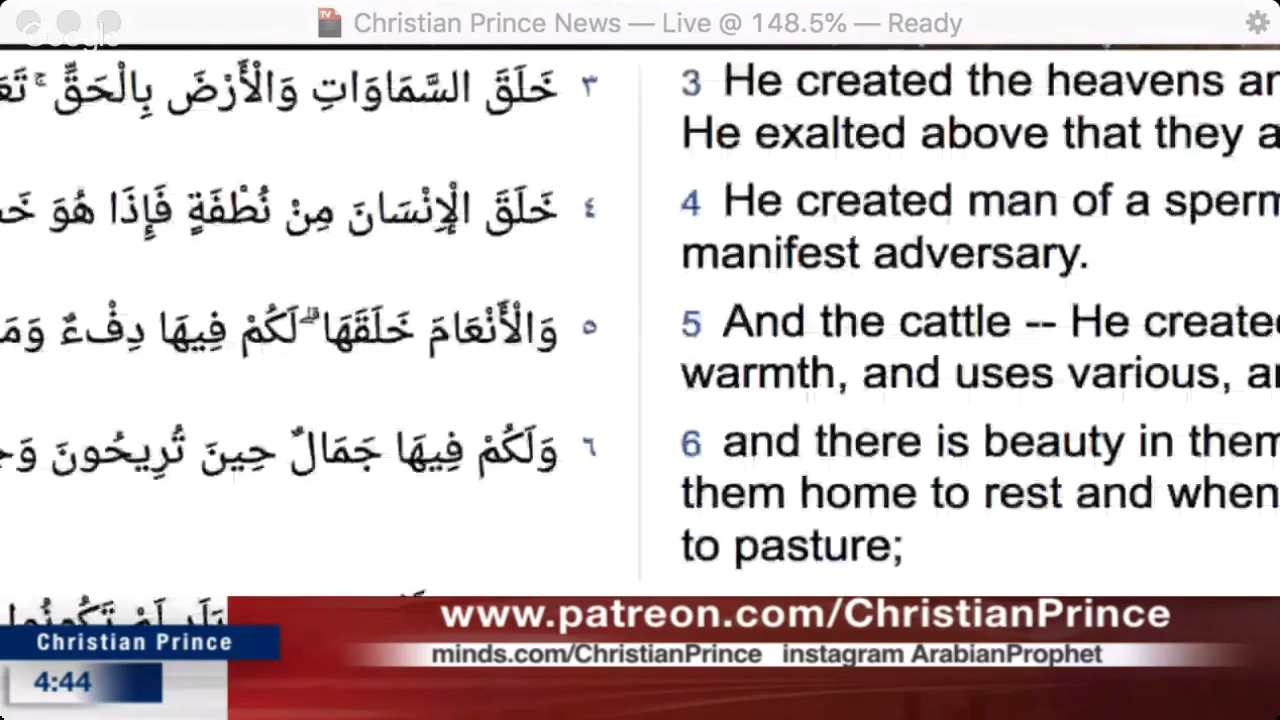 Google
Christian Prince News — Live @ 148.5% — Ready
٣ خَلَقَ السَّمَاوَاتِ وَالْأَرْضَ بِالْحَقِّ ۚ
3 He created the heavens
He exalted above that they
٤ خَلَقَ الْإِنْسَانَ مِنْ نُطْفَةٍ فَإِذَا هُوَ
4 He created man of a sperm
manifest adversary.
٥ وَالْأَنْعَامَ خَلَقَهَا ۗ لَكُمْ فِيهَا دِفْءٌ
5 And the cattle -- He created
warmth, and uses various,
٦ وَلَكُمْ فِيهَا جَمَالٌ حِينَ تُرِيحُونَ
6 and there is beauty in them
them home to rest and when
to pasture;
www.patreon.com/ChristianPrince
Christian Prince
minds.com/ChristianPrince instagram ArabianProphet
4:44